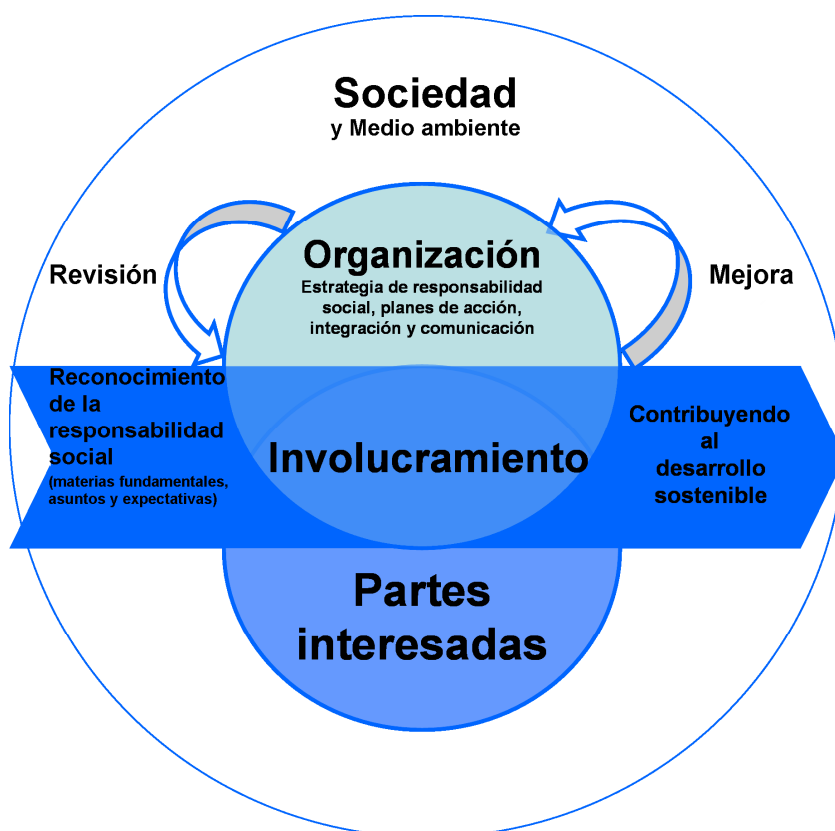 Sociedad
y Medio ambiente
Organización
Estrategia de responsabilidad
social, planes de acción,
integración y comunicación
Revisión
Mejora
Reconocimiento
de la
responsabilidad
social
(materias fundamentales,
asuntos y expectativas)
Involucramiento
Contribuyendo
al
desarrollo
sostenible
Partes
interesadas